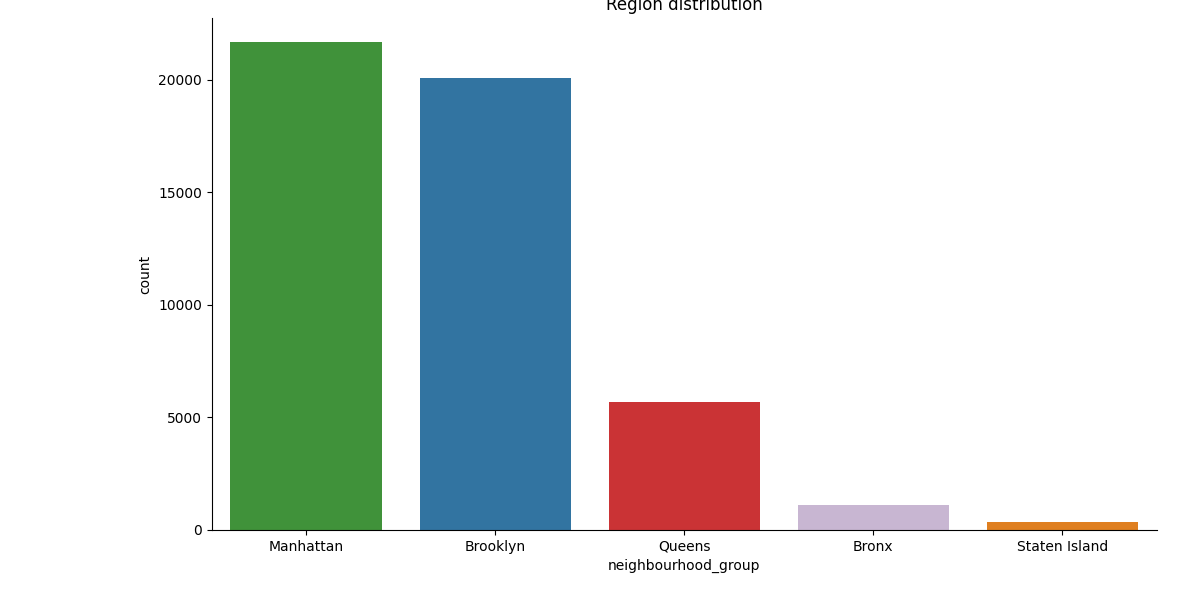 Region distribution
20000
15000
10000
5000
0
count
Manhattan Brooklyn Queens Bronx Staten Island
neighbourhood_group